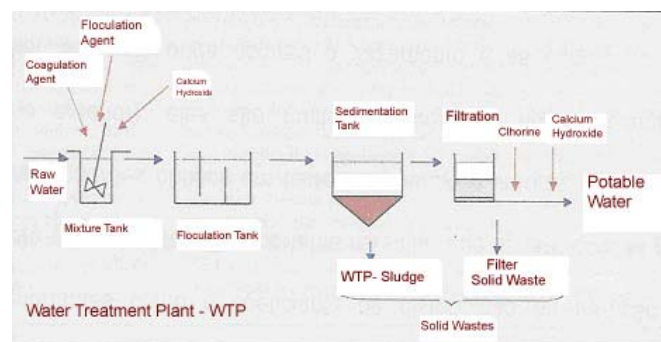 Floculation
Agent
Coagulation
Agent
Calcium
Hydroxide
Sedimentation
Tank
Filtration
Clhorine
Calcium
Hydroxide
Raw
Water
Potable
Water
Mixture Tank
Floculation Tank
WTP- Sludge
Filter
Solid Waste
Water Treatment Plant - WTP
Solid Wastes